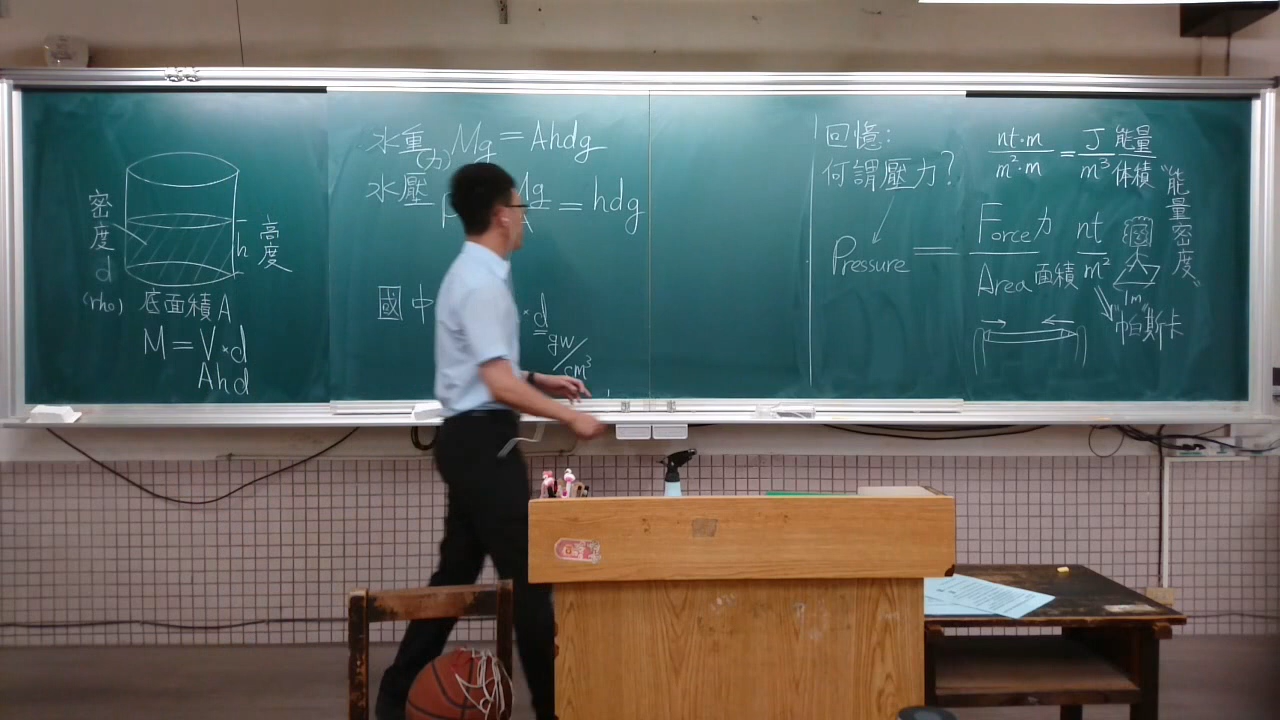 密度
d
(rho)
h
高度
底面積 A
M = V × d
Ahd
水重(力) Mg = Ahdg
水壓
= hdg
國中
× d
gw/cm³
回憶:
何謂壓力?
Pressure = Force 力 / Area 面積
nt/m²
nt·m / m²·m = J 能量 / m³ 体積
"能量密度"
1m
"帕"斯卡